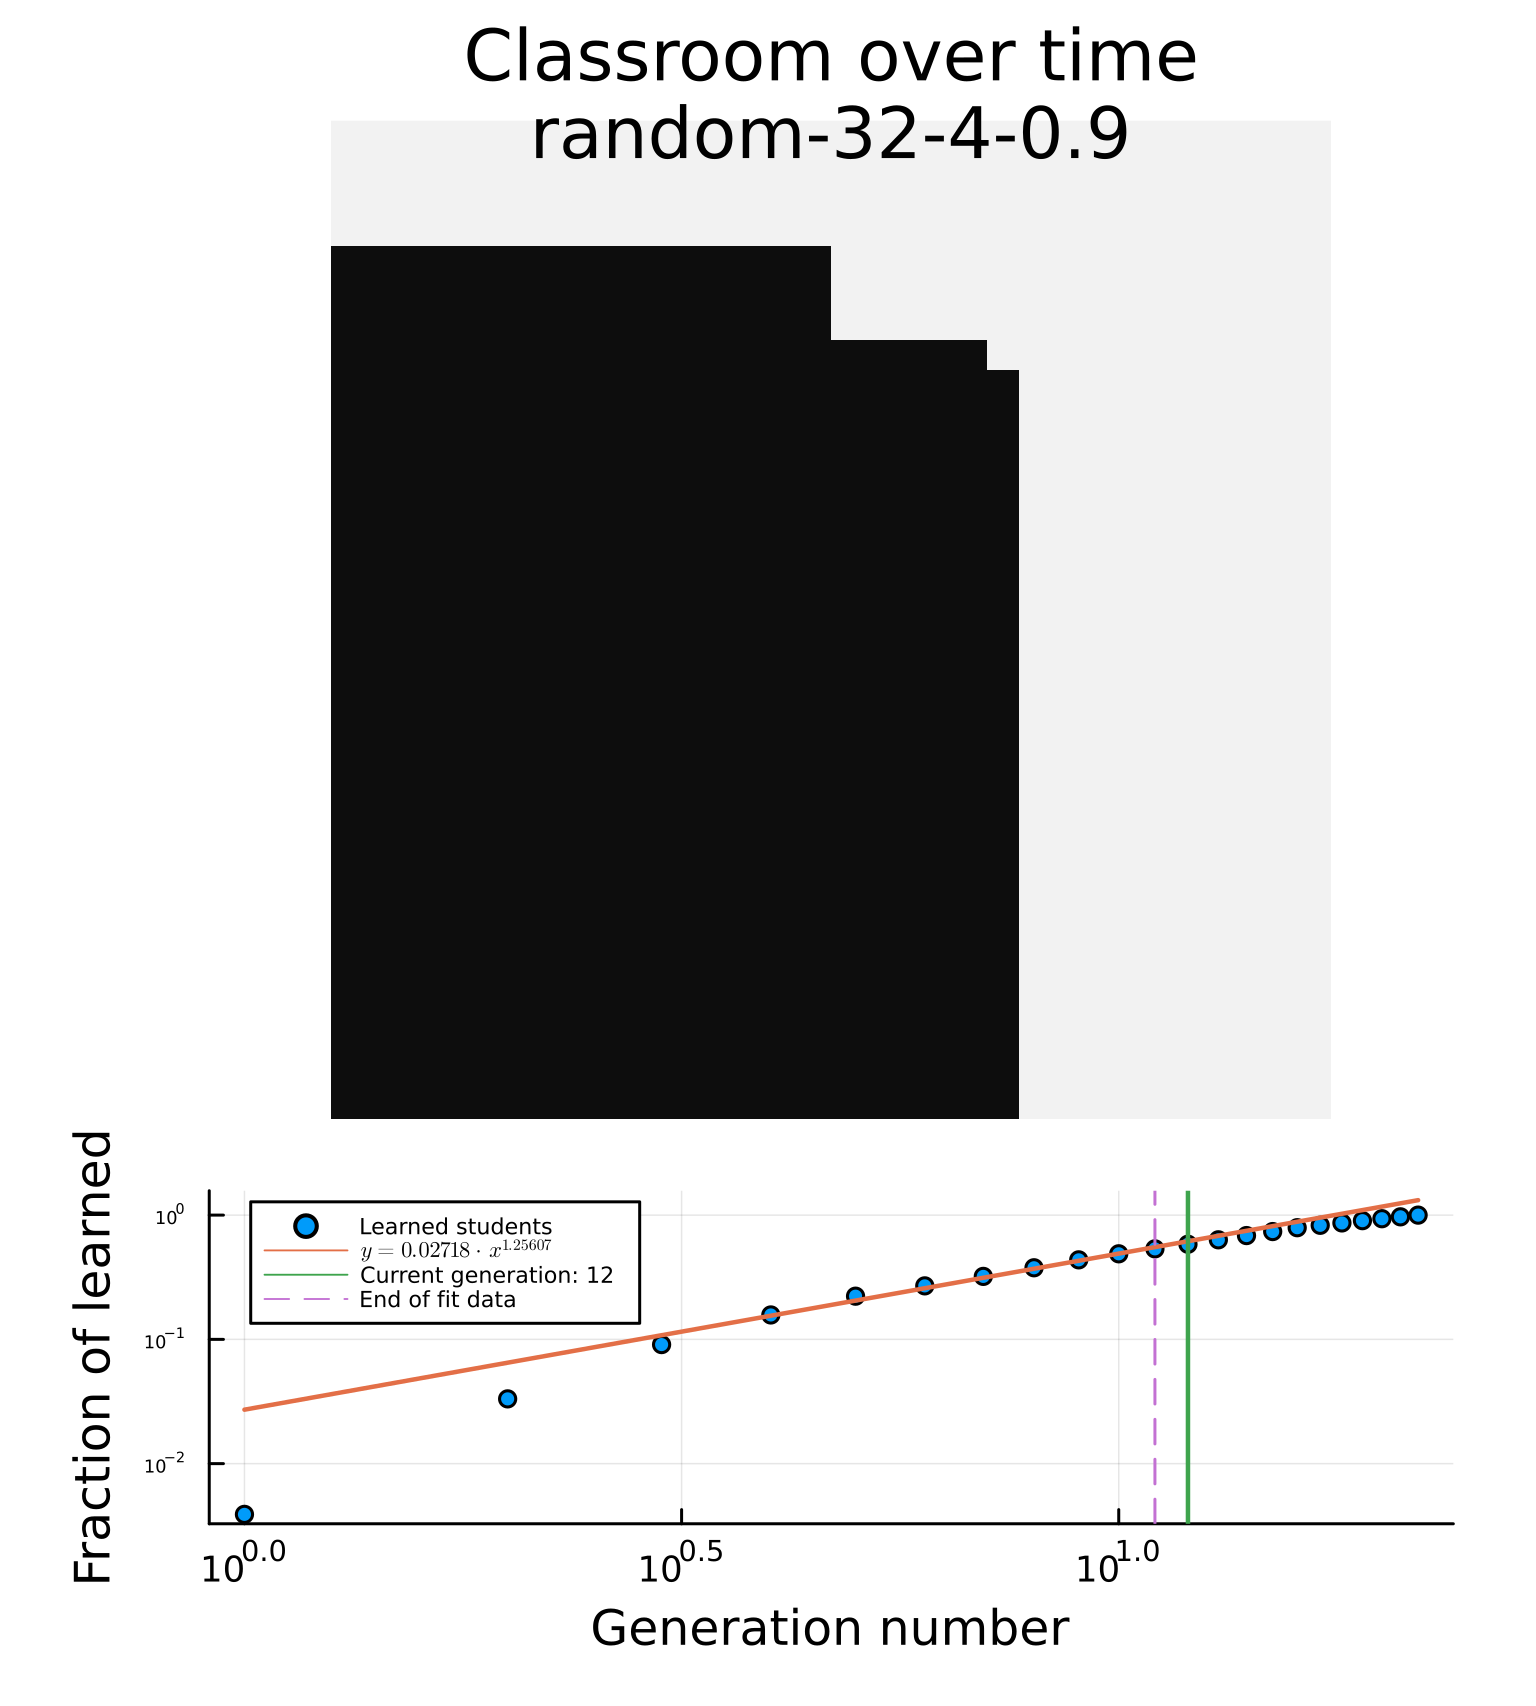 Classroom over time
random-32-4-0.9
Fraction of learned
10⁰
10⁻¹
10⁻²
Learned students
y = 0.02718 · x^1.25607
Current generation: 12
End of fit data
10^0.0
10^0.5
10^1.0
Generation number